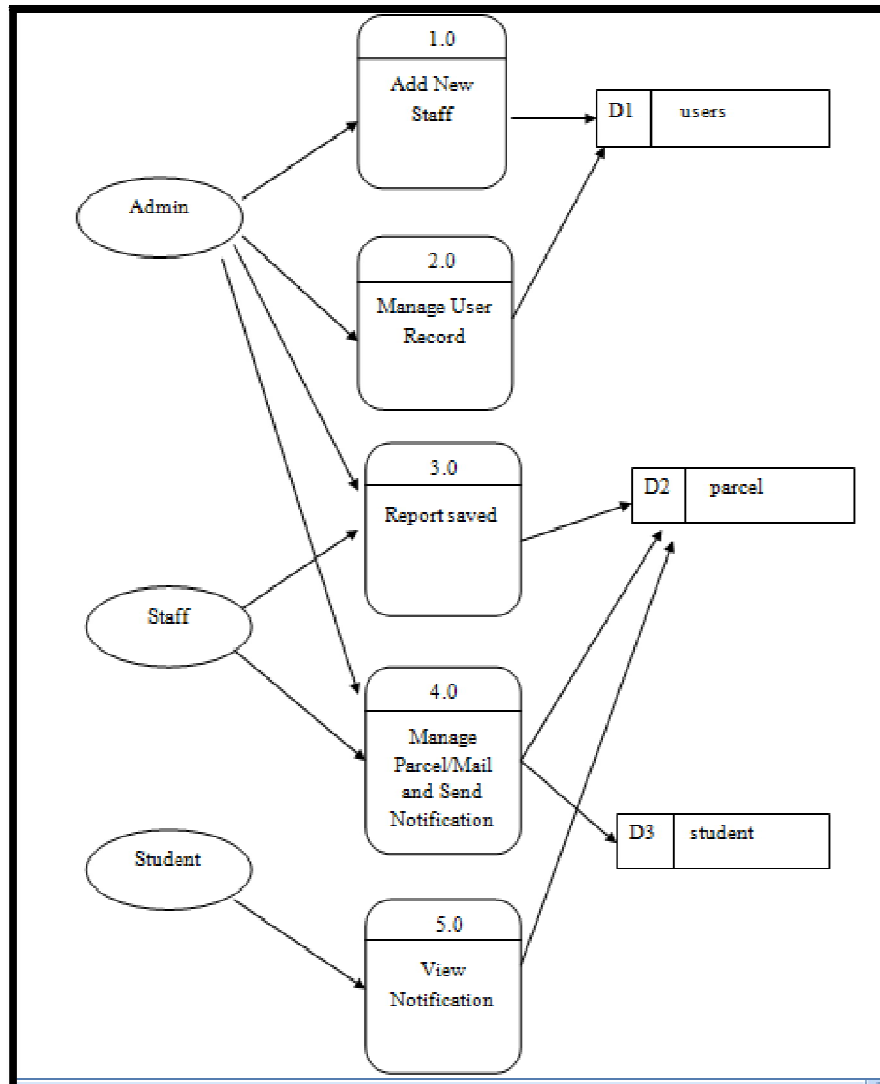 1.0
Add New
Staff
D1 users
Admin
2.0
Manage User
Record
3.0
Report saved
D2 parcel
Staff
4.0
Manage
Parcel/Mail
and Send
Notification
D3 student
Student
5.0
View
Notification